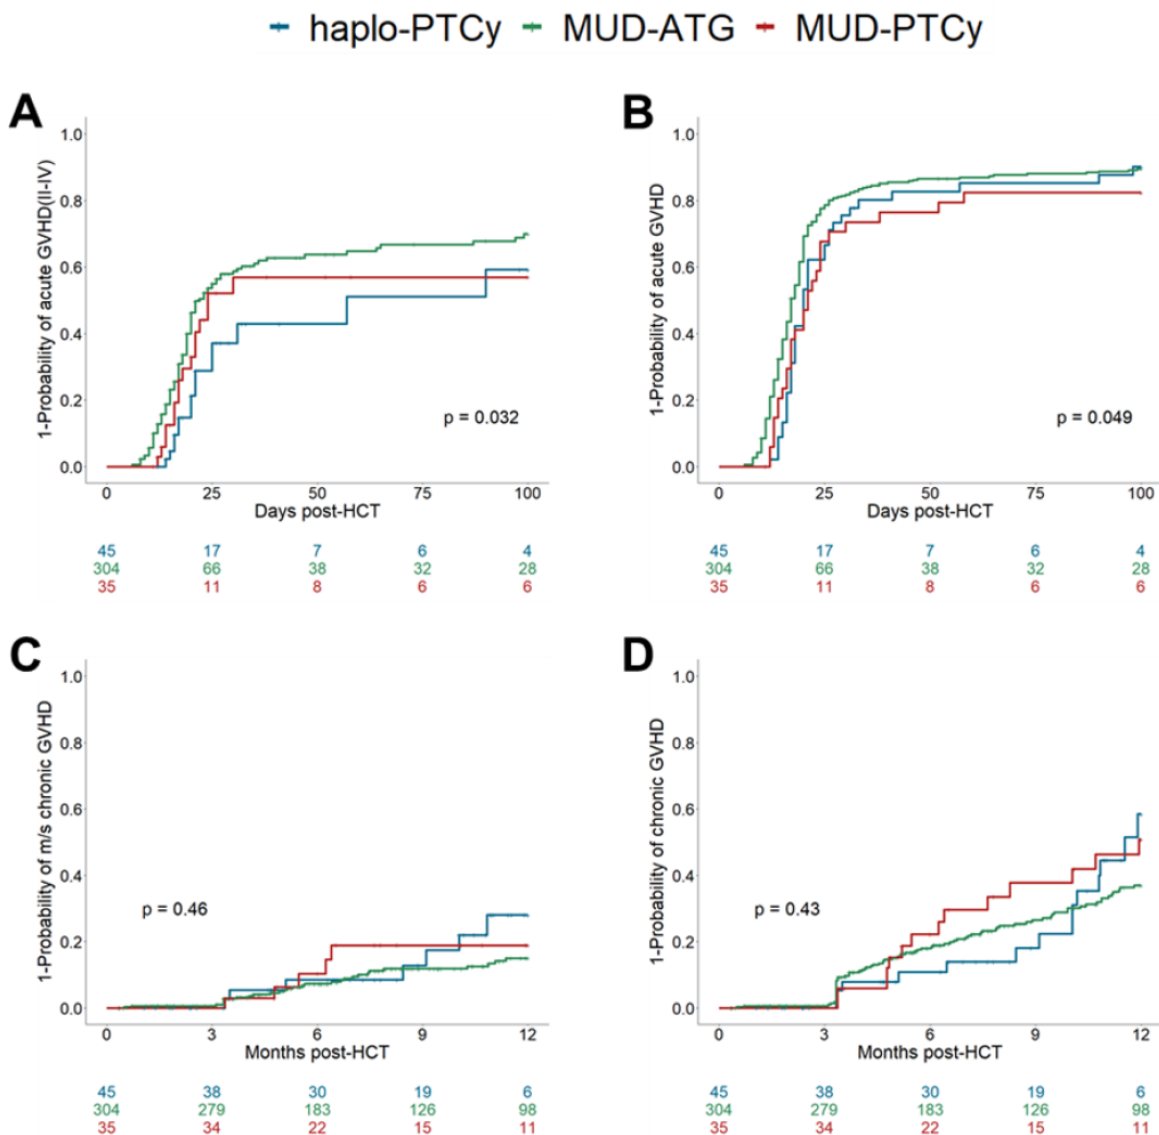 haplo-PTCy MUD-ATG MUD-PTCy
A
1-Probability of acute GVHD(II-IV)
1.0
0.8
0.6
0.4
0.2
0.0
p = 0.032
0 25 50 75 100
Days post-HCT
45 17 7 6 4
304 66 38 32 28
35 11 8 6 6
B
1-Probability of acute GVHD
1.0
0.8
0.6
0.4
0.2
0.0
p = 0.049
0 25 50 75 100
Days post-HCT
45 17 7 6 4
304 66 38 32 28
35 11 8 6 6
C
1-Probability of m/s chronic GVHD
1.0
0.8
0.6
0.4
0.2
0.0
p = 0.46
0 3 6 9 12
Months post-HCT
45 38 30 19 6
304 279 183 126 98
35 34 22 15 11
D
1-Probability of chronic GVHD
1.0
0.8
0.6
0.4
0.2
0.0
p = 0.43
0 3 6 9 12
Months post-HCT
45 38 30 19 6
304 279 183 126 98
35 34 22 15 11